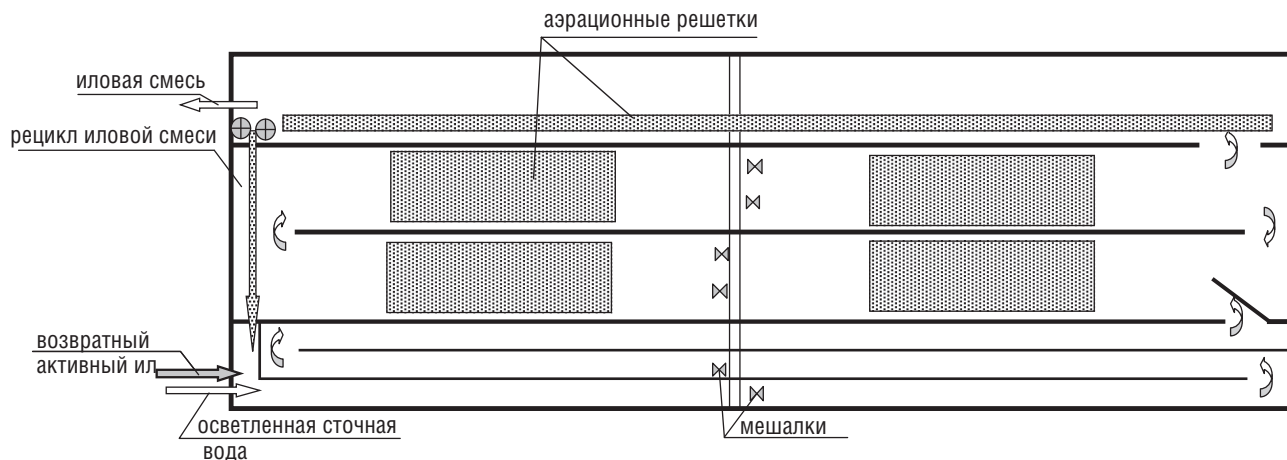 аэрационные решетки
иловая смесь
рецикл иловой смеси
возвратный
активный ил
осветленная сточная
вода
мешалки